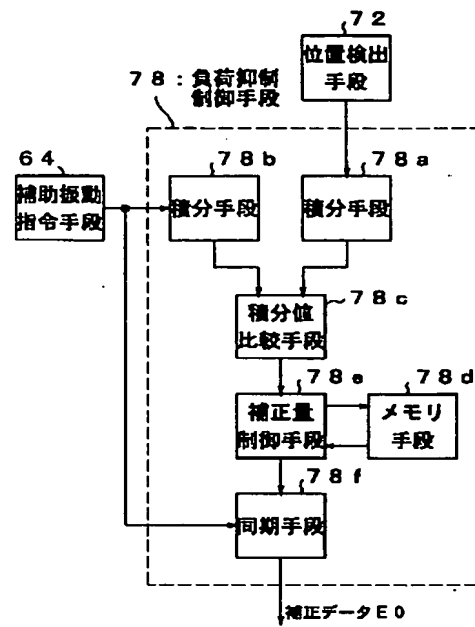 72
位置検出
手段
78：負荷抑制
制御手段
64
補助振動
指令手段
78b
積分手段
78a
積分手段
78c
積分値
比較手段
78e
補正量
制御手段
78d
メモリ
手段
78f
同期手段
補正データE0